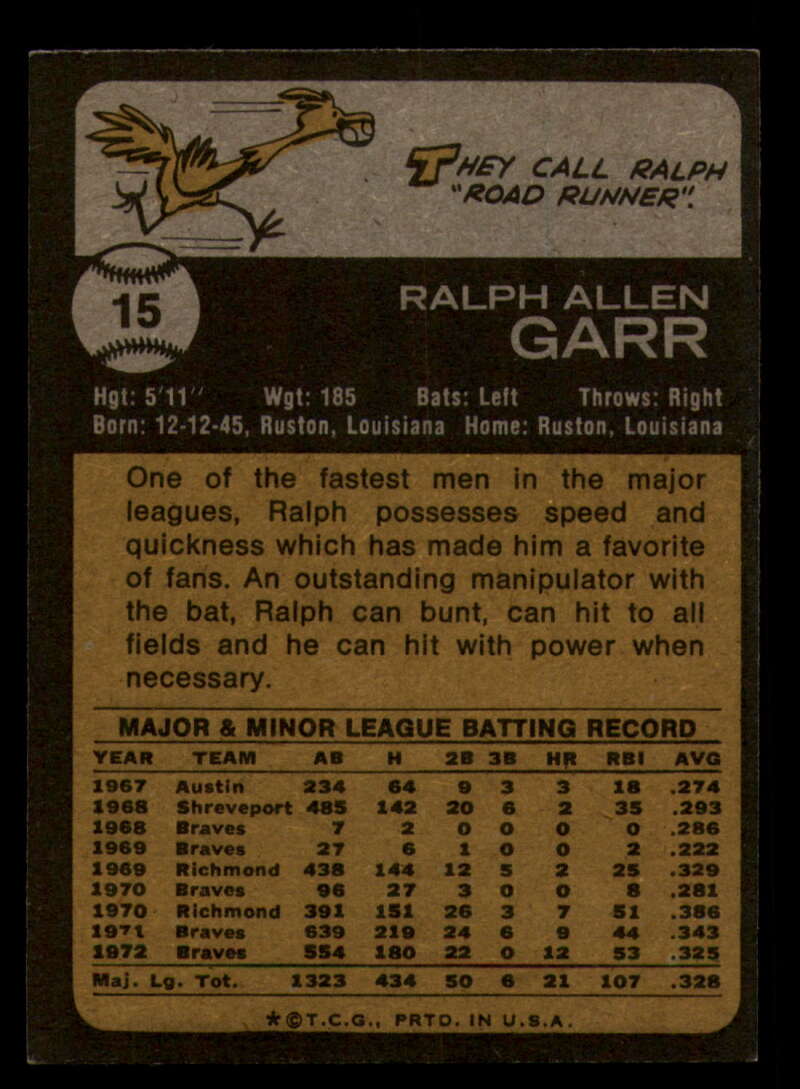 THEY CALL RALPH
"ROAD RUNNER".
15
RALPH ALLEN
GARR
Hgt: 5'11" Wgt: 185 Bats: Left Throws: Right
Born: 12-12-45, Ruston, Louisiana Home: Ruston, Louisiana
One of the fastest men in the major
leagues, Ralph possesses speed and
quickness which has made him a favorite
of fans. An outstanding manipulator with
the bat, Ralph can bunt, can hit to all
fields and he can hit with power when
necessary.
MAJOR & MINOR LEAGUE BATTING RECORD
YEAR TEAM AB H 2B 3B HR RBI AVG
1967 Austin 234 64 9 3 3 18 .274
1968 Shreveport 485 142 20 6 2 35 .293
1968 Braves 7 2 0 0 0 0 .286
1969 Braves 27 6 1 0 0 2 .222
1969 Richmond 438 144 12 5 2 25 .329
1970 Braves 96 27 3 0 0 8 .281
1970 Richmond 391 151 26 3 7 51 .386
1971 Braves 639 219 24 6 9 44 .343
1972 Braves 554 180 22 0 12 53 .325
Maj. Lg. Tot. 1323 434 50 6 21 107 .328
*©T.C.G., PRTD. IN U.S.A.